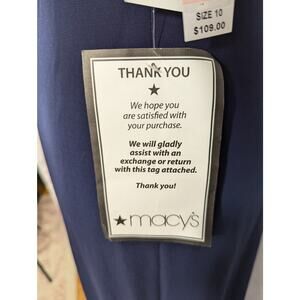 SIZE 10
$109.00
THANK YOU
We hope you
are satisfied with
your purchase.
We will gladly
assist with an
exchange or return
with this tag attached.
Thank you!
macy's